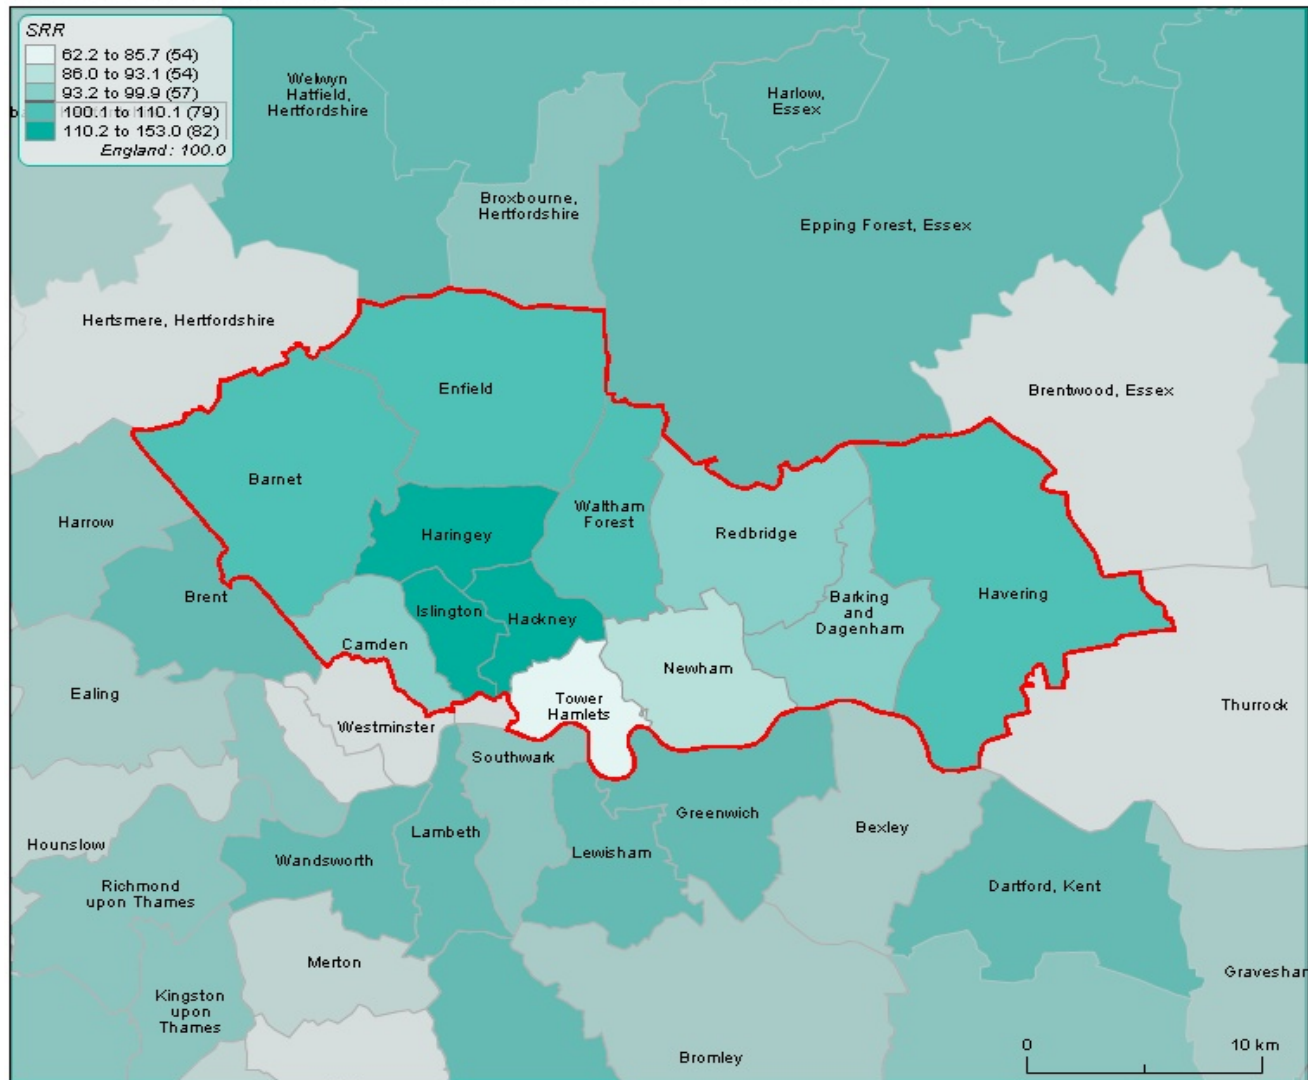 SRR
62.2 to 85.7 (54)
86.0 to 93.1 (54)
93.2 to 99.9 (57)
100.1 to 110.1 (79)
110.2 to 153.0 (82)
England: 100.0
Welwyn
Hatfield,
Hertfordshire
Harlow,
Essex
Broxbourne,
Hertfordshire
Epping Forest, Essex
Hertsmere, Hertfordshire
Enfield
Brentwood, Essex
Barnet
Harrow
Haringey
Waltham
Forest
Redbridge
Brent
Islington
Hackney
Barking
and
Dagenham
Havering
Camden
Newham
Ealing
Tower
Hamlets
Westminster
Thurrock
Southwark
Greenwich
Lambeth
Bexley
Hounslow
Wandsworth
Lewisham
Richmond
upon Thames
Dartford, Kent
Merton
Gravesham
Kingston
upon
Thames
Bromley
0
10 km